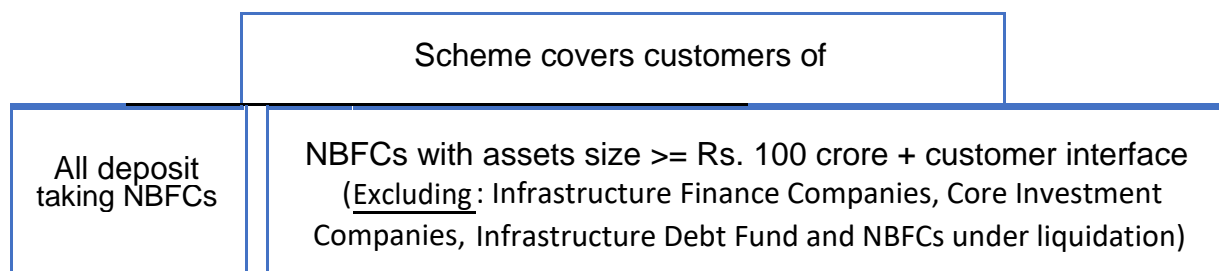 Scheme covers customers of
All deposit
taking NBFCs
NBFCs with assets size >= Rs. 100 crore + customer interface
(Excluding: Infrastructure Finance Companies, Core Investment
Companies, Infrastructure Debt Fund and NBFCs under liquidation)